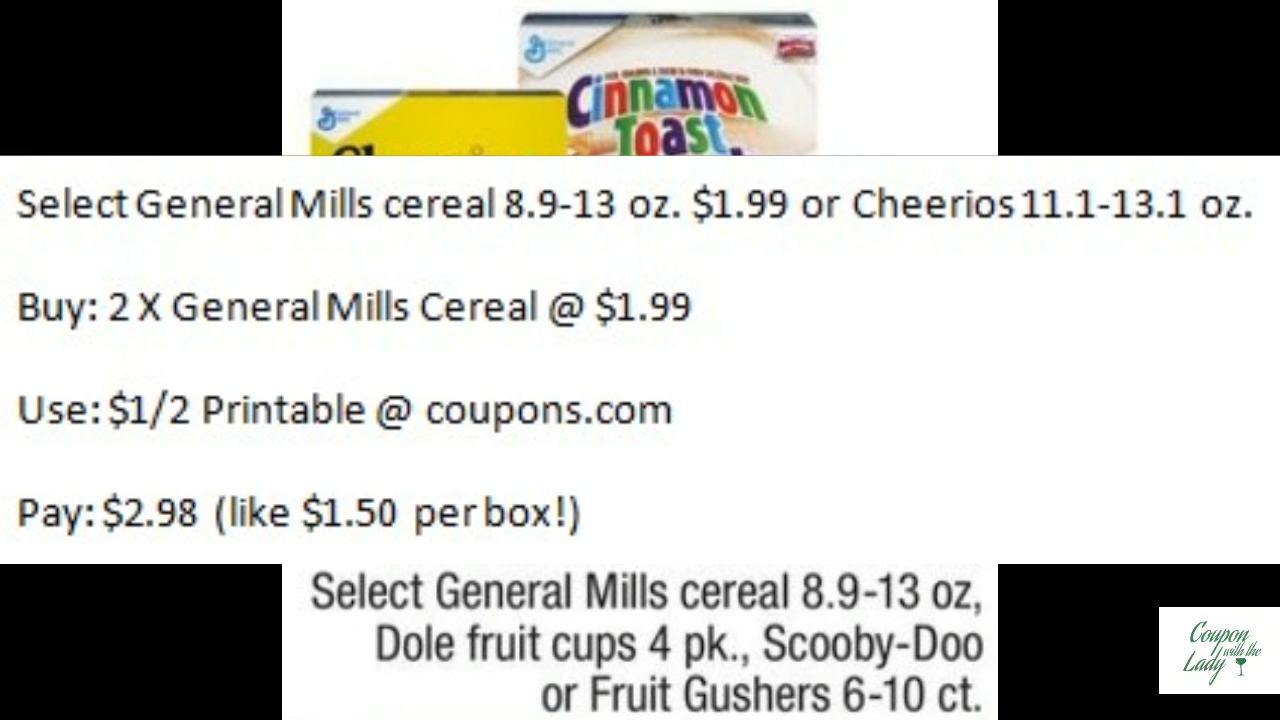 Cinnamon
Toast
Select General Mills cereal 8.9-13 oz. $1.99 or Cheerios 11.1-13.1 oz.
Buy: 2 X General Mills Cereal @ $1.99
Use: $1/2 Printable @ coupons.com
Pay: $2.98 (like $1.50 per box!)
Select General Mills cereal 8.9-13 oz,
Dole fruit cups 4 pk., Scooby-Doo
or Fruit Gushers 6-10 ct.
Coupon
with the
Lady